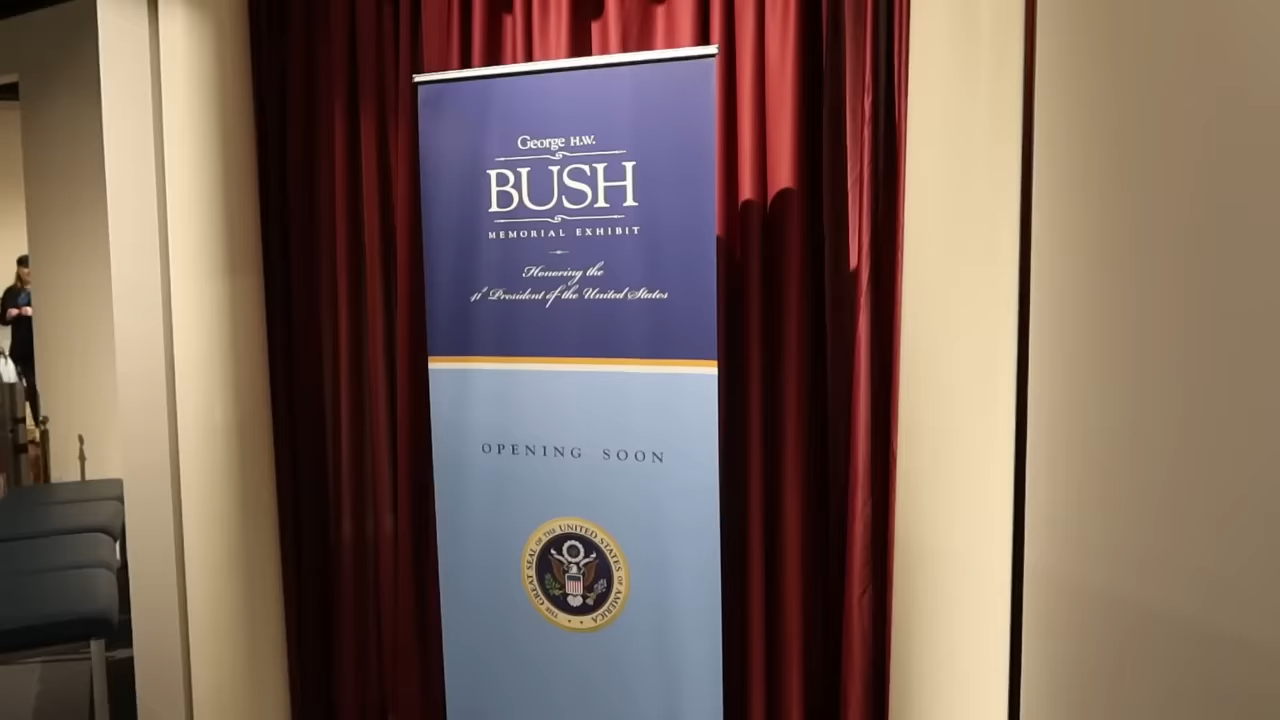 George H.W.
BUSH
MEMORIAL EXHIBIT
Honoring the
41st President of the United States
OPENING SOON
THE GREAT SEAL OF THE UNITED STATES OF AMERICA